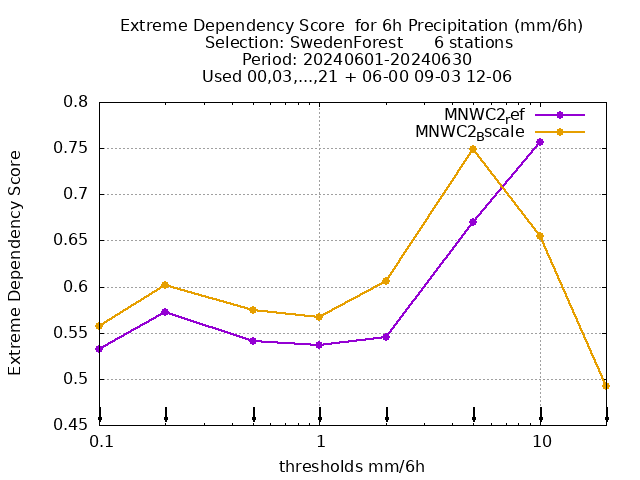 Extreme Dependency Score  for 6h Precipitation (mm/6h)
Selection: SwedenForest      6 stations
Period: 20240601-20240630
Used 00,03,...,21 + 06-00 09-03 12-06
MNWC2ref
MNWC2Bscale
Extreme Dependency Score
0.8
0.75
0.7
0.65
0.6
0.55
0.5
0.45
0.1 1 10
thresholds mm/6h